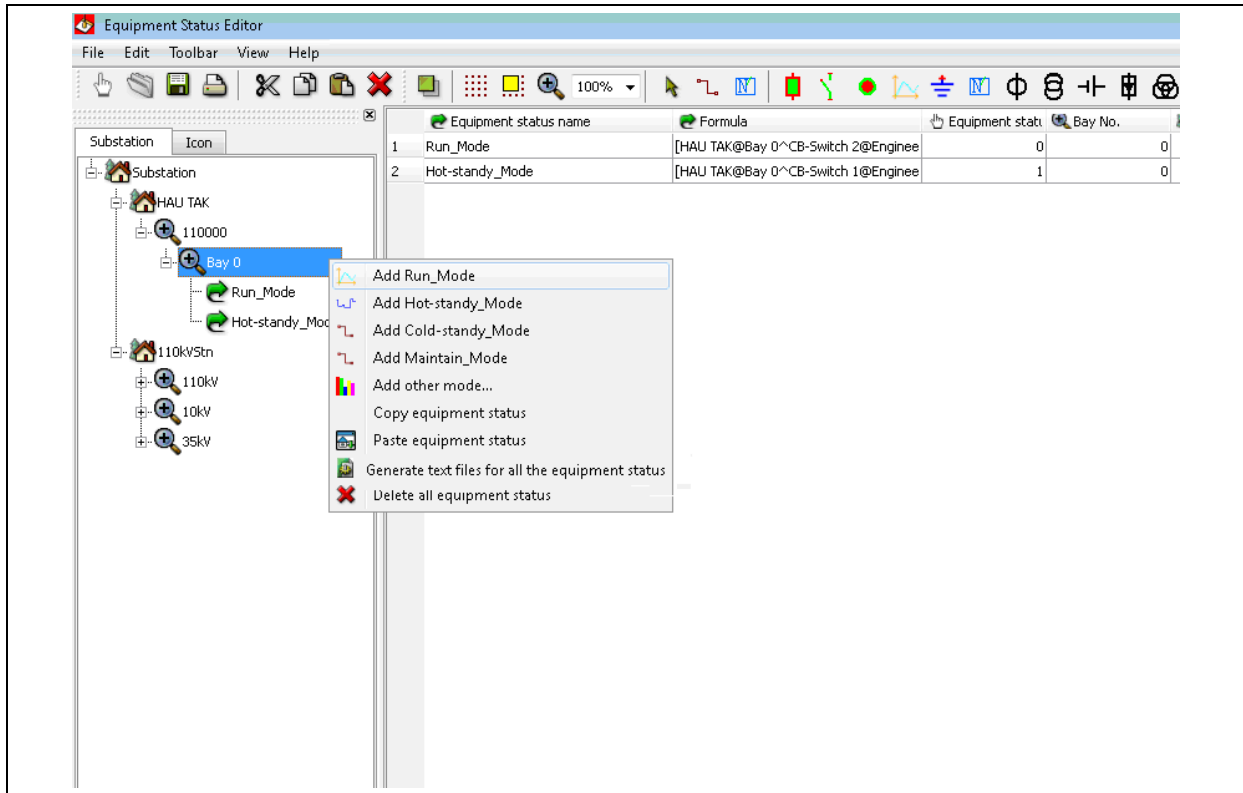 Equipment Status Editor
File Edit Toolbar View Help
100%
Substation Icon
Equipment status name Formula Equipment statu Bay No.
1 Run_Mode [HAU TAK@Bay 0^CB-Switch 2@Enginee 0 0
2 Hot-standy_Mode [HAU TAK@Bay 0^CB-Switch 1@Enginee 1 0
Substation
HAU TAK
110000
Bay 0
Run_Mode
Hot-standy_Mod
110kVStn
110kV
10kV
35kV
Add Run_Mode
Add Hot-standy_Mode
Add Cold-standy_Mode
Add Maintain_Mode
Add other mode...
Copy equipment status
Paste equipment status
Generate text files for all the equipment status
Delete all equipment status